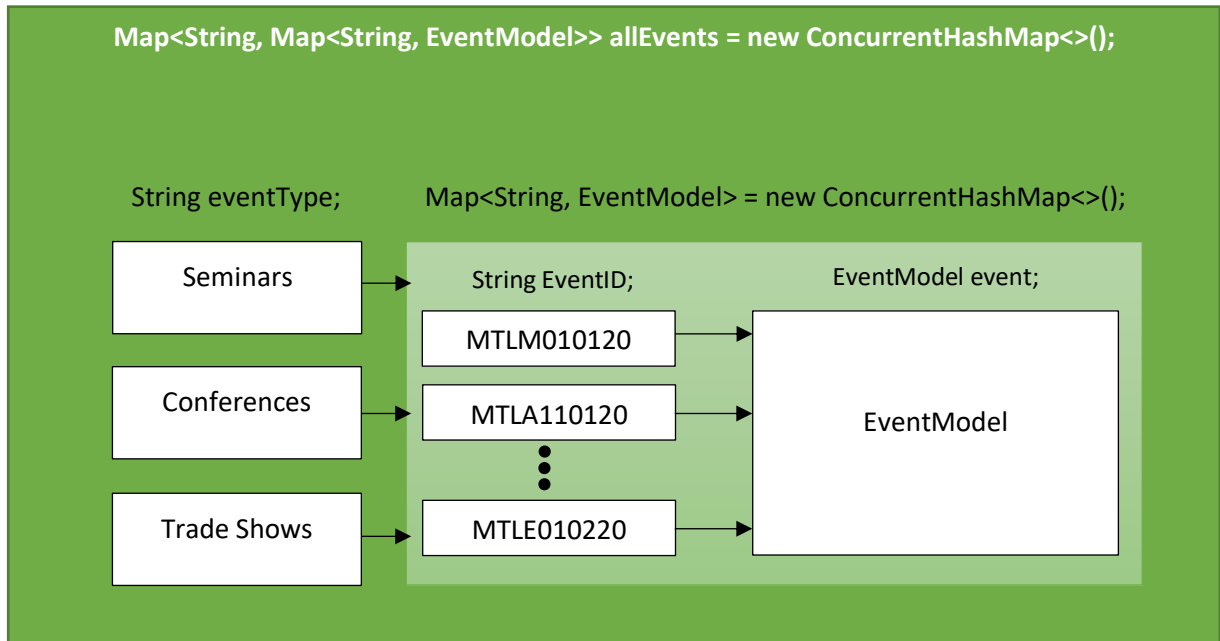 Map<String, Map<String, EventModel>> allEvents = new ConcurrentHashMap<>();
String eventType;
Map<String, EventModel> = new ConcurrentHashMap<>();
Seminars
String EventID;
EventModel event;
MTLM010120
Conferences
MTLA110120
EventModel
Trade Shows
MTLE010220